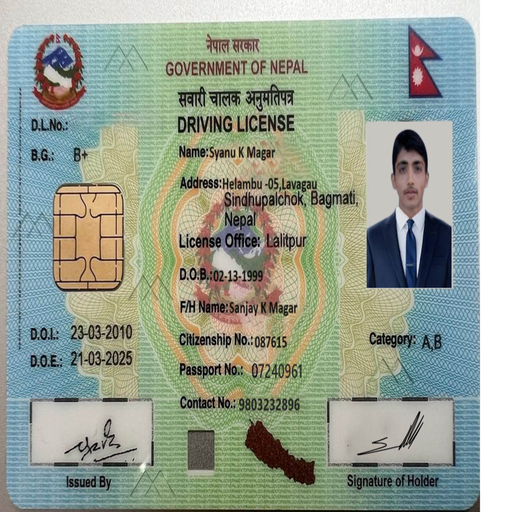 नेपाल सरकार
GOVERNMENT OF NEPAL
सवारी चालक अनुमतिपत्र
DRIVING LICENSE
D.L.No.:
B.G.: B+
Name:Syanu K Magar
Address:Helambu -05,Lavagau
Sindhupalchok, Bagmati,
Nepal
License Office: Lalitpur
D.O.B.:02-13-1999
F/H Name:Sanjay K Magar
D.O.I.: 23-03-2010
Citizenship No.:087615
Category: A,B
D.O.E.: 21-03-2025
Passport No.: 07240961
Contact No.:9803232896
Issued By
Signature of Holder